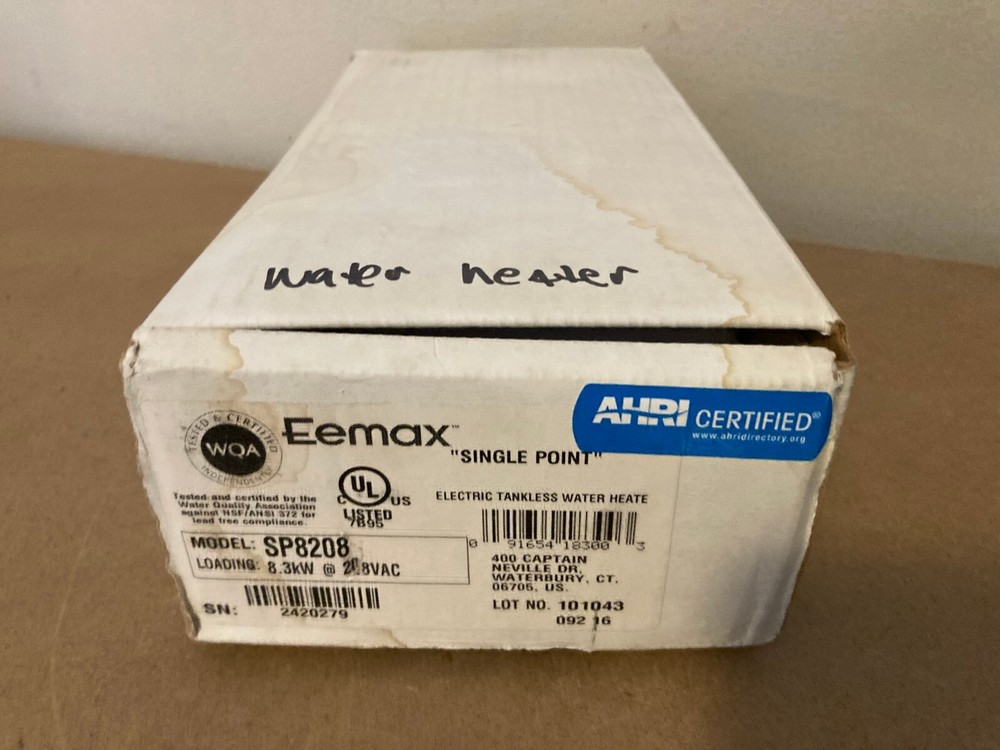 water heater
TESTED & CERTIFIED
WQA
INDEPENDENTLY
Eemax™
"SINGLE POINT"
AHRI CERTIFIED®
www.ahridirectory.org
Tested and certified by the
Water Quality Association
against NSF/ANSI 372 for
lead free compliance.
C UL US
LISTED
7B95
ELECTRIC TANKLESS WATER HEATE
0 91654 18300 3
MODEL: SP8208
LOADING: 8.3kW @ 208VAC
400 CAPTAIN
NEVILLE DR.
WATERBURY, CT.
06705, US.
SN: 2420279
LOT NO. 101043
092 16